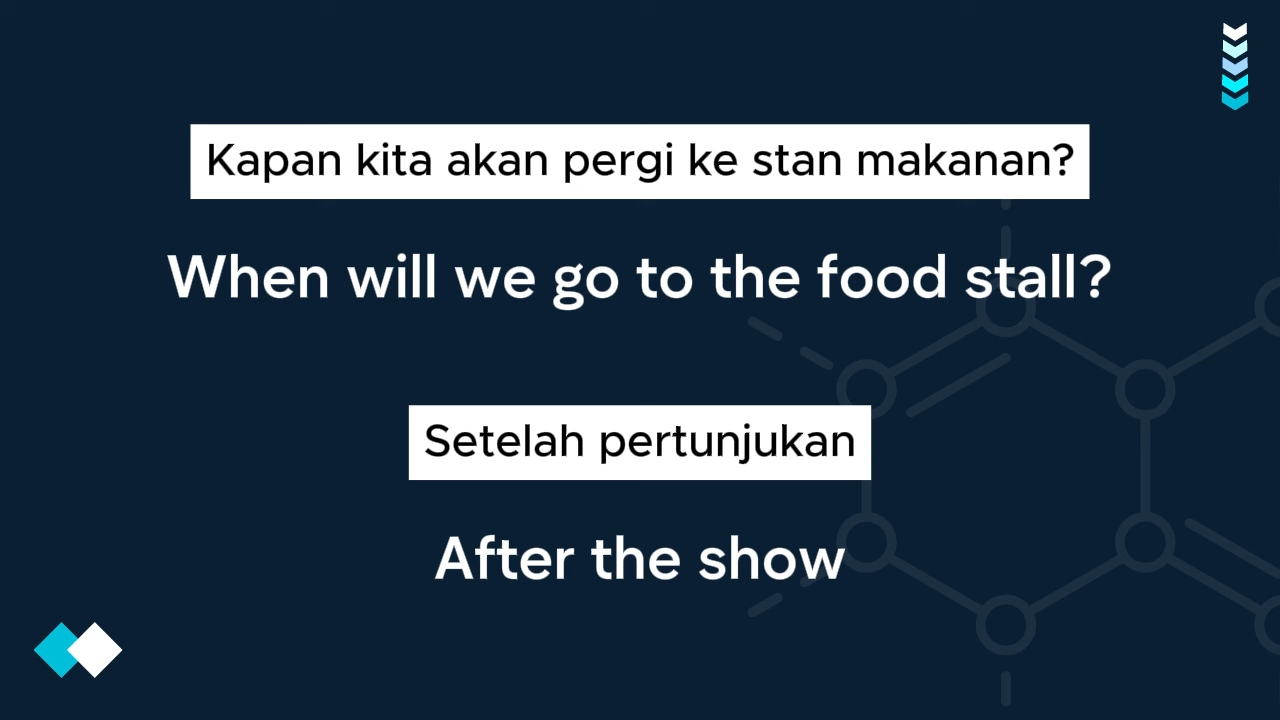 Kapan kita akan pergi ke stan makanan?
When will we go to the food stall?
Setelah pertunjukan
After the show